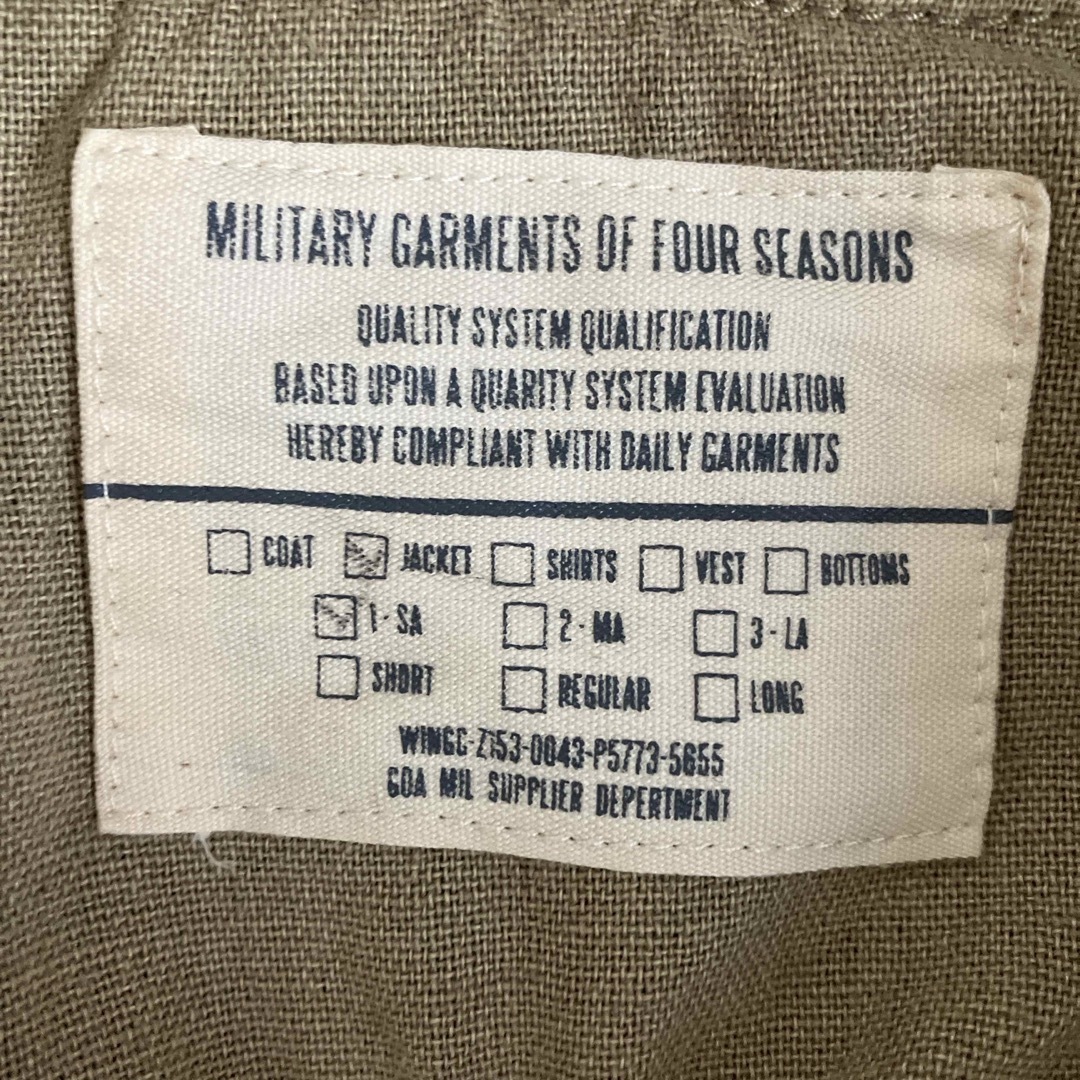 MILITARY GARMENTS OF FOUR SEASONS
QUALITY SYSTEM QUALIFICATION
BASED UPON A QUARITY SYSTEM EVALUATION
HEREBY COMPLIANT WITH DAILY GARMENTS
COAT JACKET SHIRTS VEST BOTTOMS
1-SA 2-MA 3-LA
SHORT REGULAR LONG
WINGC-Z153-0043-P5773-5655
GOA MIL SUPPLIER DEPERTMENT